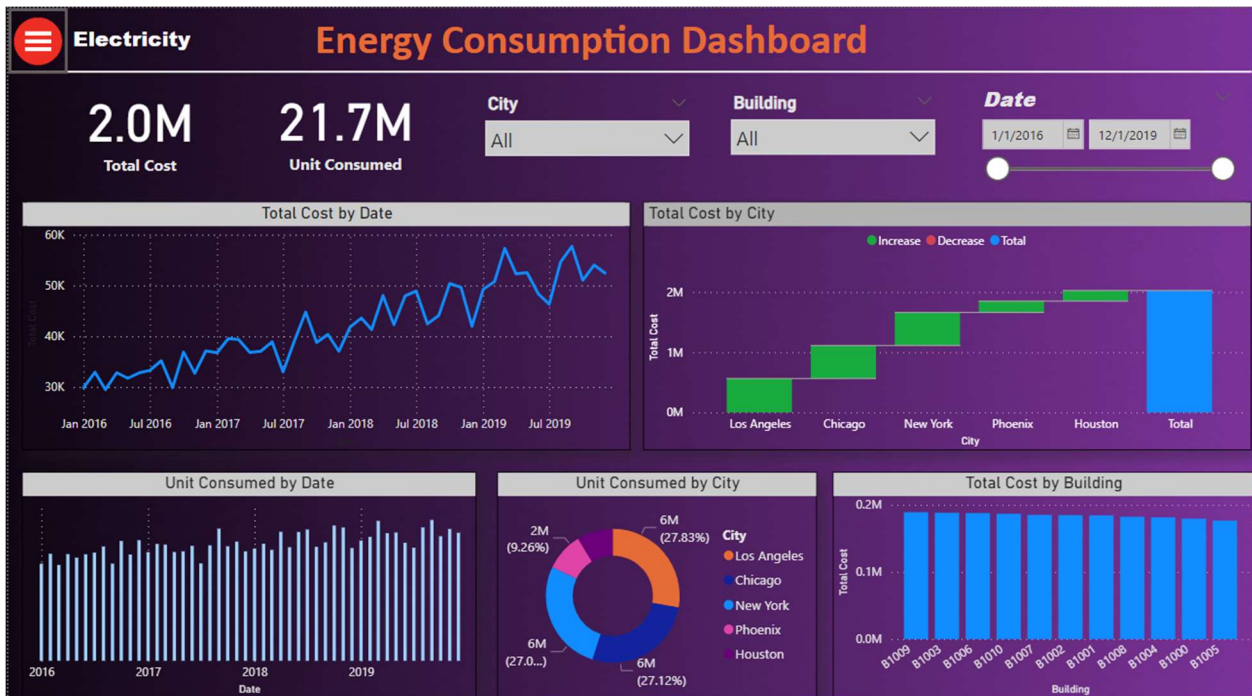 Electricity
Energy Consumption Dashboard
2.0M
Total Cost
21.7M
Unit Consumed
City
All
Building
All
Date
1/1/2016
12/1/2019
Total Cost by Date
60K
50K
40K
30K
Total Cost
Jan 2016 Jul 2016 Jan 2017 Jul 2017 Jan 2018 Jul 2018 Jan 2019 Jul 2019
Total Cost by City
Increase Decrease Total
2M
1M
0M
Total Cost
Los Angeles Chicago New York Phoenix Houston Total
City
Unit Consumed by Date
2016 2017 2018 2019
Date
Unit Consumed by City
6M
(27.83%)
2M
(9.26%)
6M
(27.0...)
6M
(27.12%)
City
Los Angeles
Chicago
New York
Phoenix
Houston
Total Cost by Building
0.2M
0.1M
0.0M
Total Cost
B1009 B1003 B1006 B1010 B1007 B1002 B1001 B1008 B1004 B1000 B1005
Building